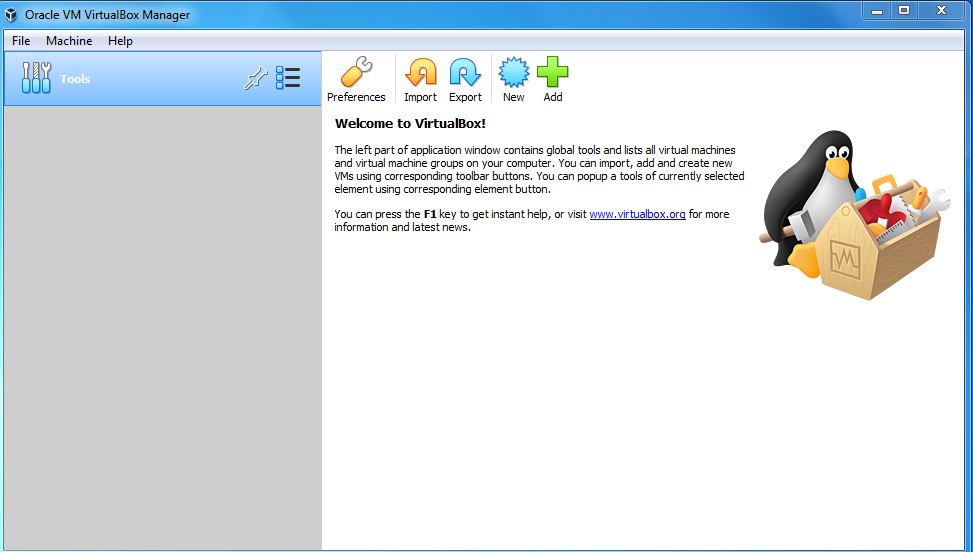 Oracle VM VirtualBox Manager
File Machine Help
Tools
Preferences Import Export New Add
Welcome to VirtualBox!
The left part of application window contains global tools and lists all virtual machines
and virtual machine groups on your computer. You can import, add and create new
VMs using corresponding toolbar buttons. You can popup a tools of currently selected
element using corresponding element button.
You can press the F1 key to get instant help, or visit www.virtualbox.org for more
information and latest news.
VM